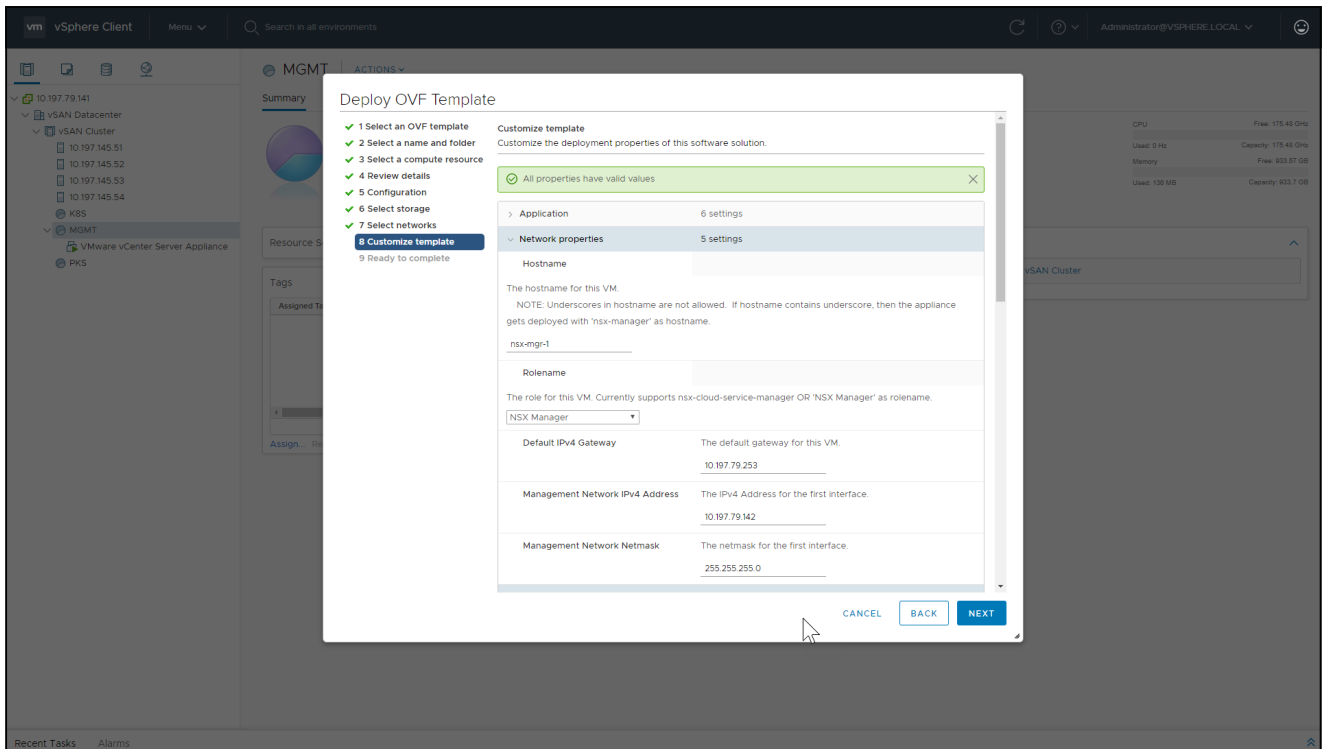 vm vSphere Client Menu Search in all environments Administrator@VSPHERE.LOCAL
MGMT ACTIONS
10.197.79.141
vSAN Datacenter
vSAN Cluster
10.197.145.51
10.197.145.52
10.197.145.53
10.197.145.54
K8S
MGMT
VMware vCenter Server Appliance
PKS
Summary
Resource S
Tags
Assigned Ta
Assign... Re
Deploy OVF Template
1 Select an OVF template
2 Select a name and folder
3 Select a compute resource
4 Review details
5 Configuration
6 Select storage
7 Select networks
8 Customize template
9 Ready to complete
Customize template
Customize the deployment properties of this software solution.
All properties have valid values
Application 6 settings
Network properties 5 settings
Hostname
The hostname for this VM.
NOTE: Underscores in hostname are not allowed. If hostname contains underscore, then the appliance
gets deployed with 'nsx-manager' as hostname.
nsx-mgr-1
Rolename
The role for this VM. Currently supports nsx-cloud-service-manager OR 'NSX Manager' as rolename.
NSX Manager
Default IPv4 Gateway The default gateway for this VM.
10.197.79.253
Management Network IPv4 Address The IPv4 Address for the first interface.
10.197.79.142
Management Network Netmask The netmask for the first interface.
255.255.255.0
CANCEL BACK NEXT
CPU Free: 175.48 GHz
Used: 0 Hz Capacity: 175.48 GHz
Memory Free: 933.57 GB
Used: 136 MB Capacity: 933.7 GB
vSAN Cluster
Recent Tasks Alarms